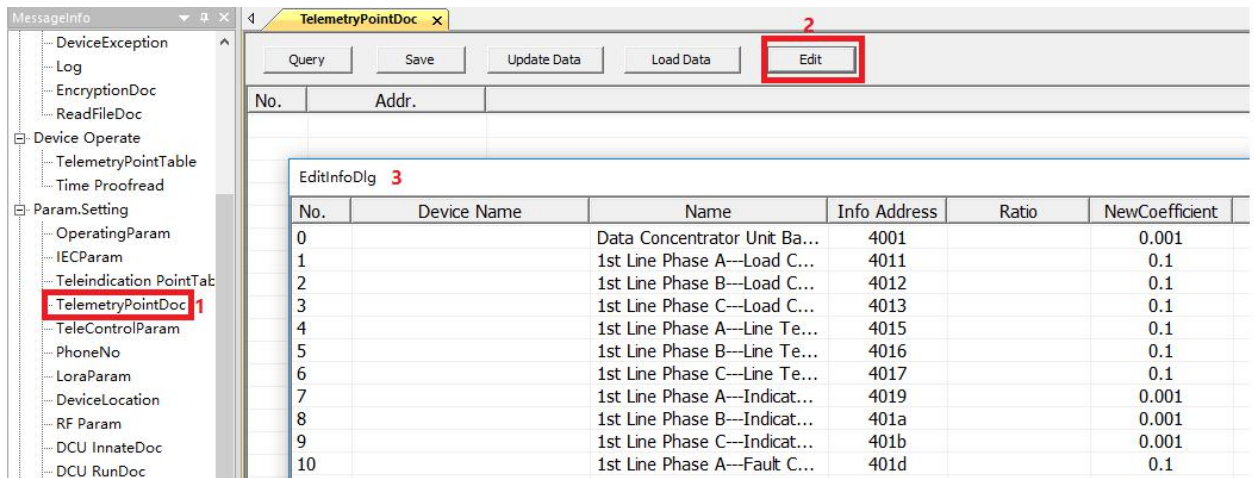 MessageInfo
DeviceException
Log
EncryptionDoc
ReadFileDoc
Device Operate
TelemetryPointTable
Time Proofread
Param.Setting
OperatingParam
IECParam
Teleindication PointTab
TelemetryPointDoc 1
TeleControlParam
PhoneNo
LoraParam
DeviceLocation
RF Param
DCU InnateDoc
DCU RunDoc
TelemetryPointDoc x
2
Query Save Update Data Load Data Edit
No. Addr.
EditInfoDlg 3
No. Device Name Name Info Address Ratio NewCoefficient
0 Data Concentrator Unit Ba... 4001 0.001
1 1st Line Phase A---Load C... 4011 0.1
2 1st Line Phase B---Load C... 4012 0.1
3 1st Line Phase C---Load C... 4013 0.1
4 1st Line Phase A---Line Te... 4015 0.1
5 1st Line Phase B---Line Te... 4016 0.1
6 1st Line Phase C---Line Te... 4017 0.1
7 1st Line Phase A---Indicat... 4019 0.001
8 1st Line Phase B---Indicat... 401a 0.001
9 1st Line Phase C---Indicat... 401b 0.001
10 1st Line Phase A---Fault C... 401d 0.1